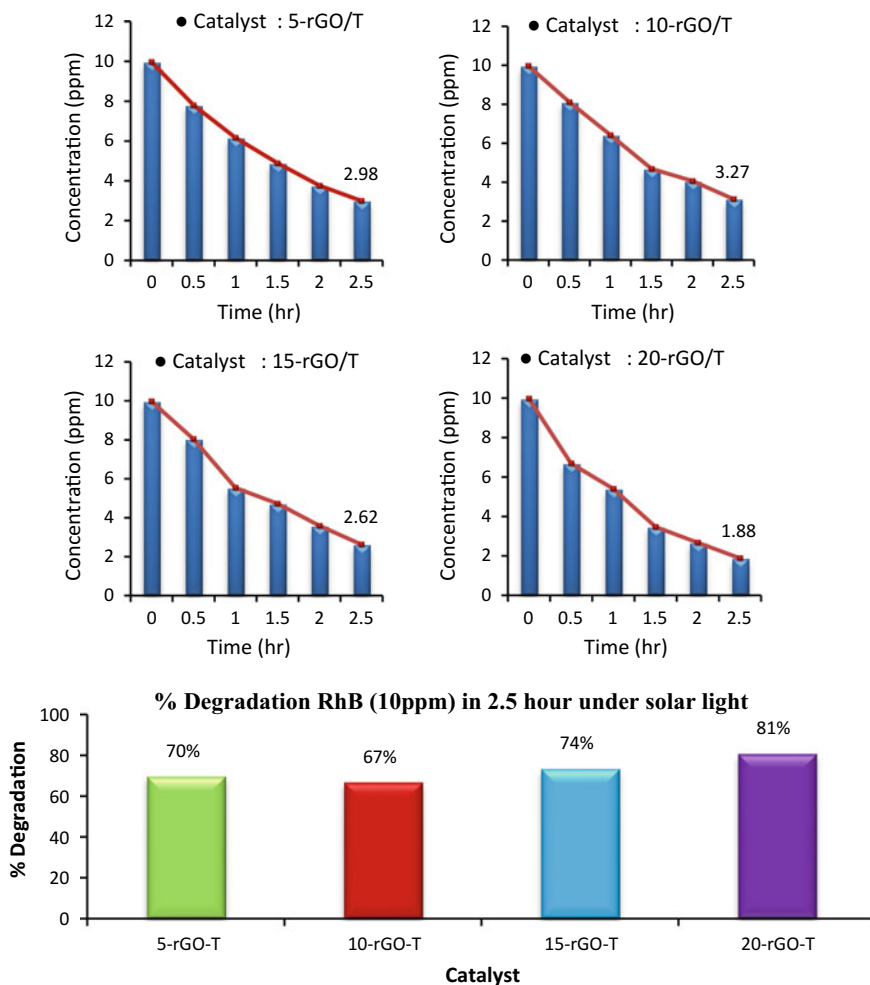 ● Catalyst : 5-rGO/T
Concentration (ppm)
12
10
8
6
4
2
0
2.98
0 0.5 1 1.5 2 2.5
Time (hr)
● Catalyst : 10-rGO/T
Concentration (ppm)
12
10
8
6
4
2
0
3.27
0 0.5 1 1.5 2 2.5
Time (hr)
● Catalyst : 15-rGO/T
Concentration (ppm)
12
10
8
6
4
2
0
2.62
0 0.5 1 1.5 2 2.5
Time (hr)
● Catalyst : 20-rGO/T
Concentration (ppm)
12
10
8
6
4
2
0
1.88
0 0.5 1 1.5 2 2.5
Time (hr)
% Degradation RhB (10ppm) in 2.5 hour under solar light
% Degradation
100
80
60
40
20
0
70% 67% 74% 81%
5-rGO-T 10-rGO-T 15-rGO-T 20-rGO-T
Catalyst